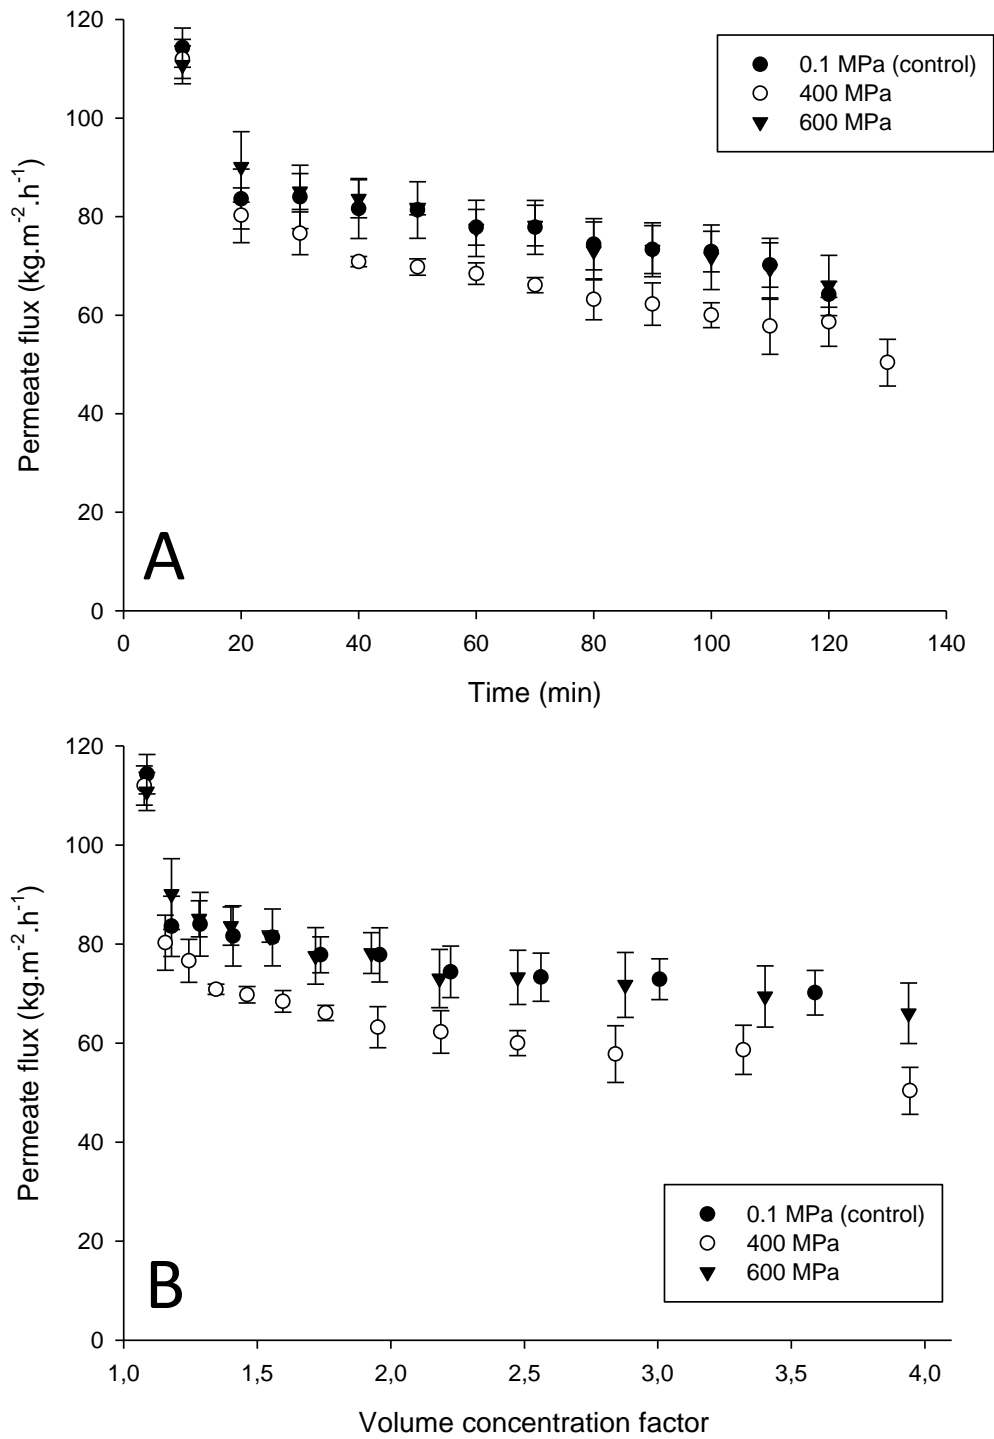 120
100
80
60
40
20
0
Permeate flux (kg.m-2.h-1)
0.1 MPa (control)
400 MPa
600 MPa
A
0 20 40 60 80 100 120 140
Time (min)
120
100
80
60
40
20
0
Permeate flux (kg.m-2.h-1)
0.1 MPa (control)
400 MPa
600 MPa
B
1,0 1,5 2,0 2,5 3,0 3,5 4,0
Volume concentration factor